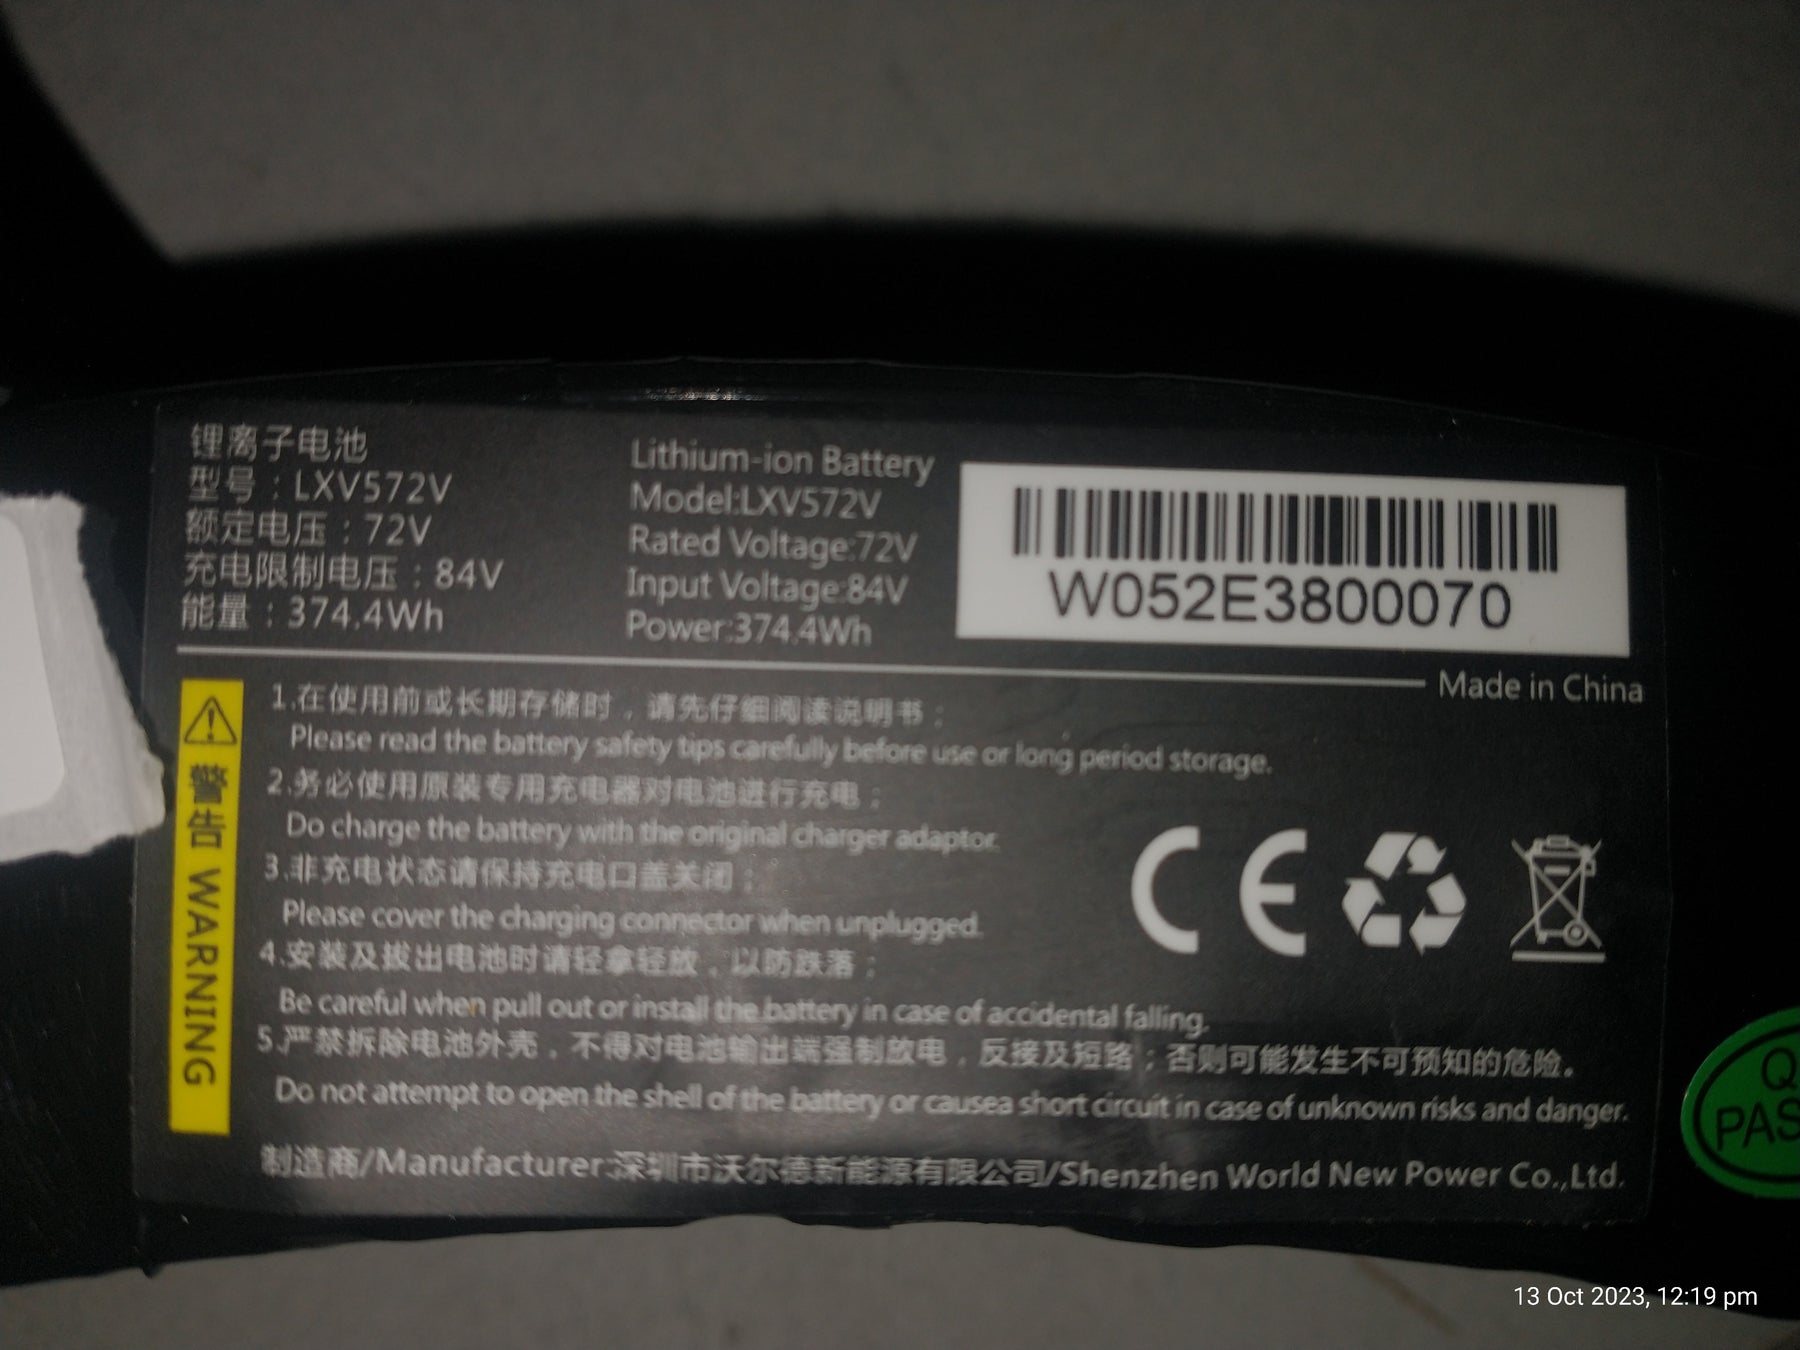 锂离子电池
型号：LXV572V
额定电压：72V
充电限制电压：84V
能量：374.4Wh
Lithium-ion Battery
Model:LXV572V
Rated Voltage:72V
Input Voltage:84V
Power:374.4Wh
W052E3800070
Made in China
警告 WARNING
1.在使用前或长期存储时，请先仔细阅读说明书；
Please read the battery safety tips carefully before use or long period storage.
2.务必使用原装专用充电器对电池进行充电；
Do charge the battery with the original charger adaptor.
3.非充电状态请保持充电口盖关闭；
Please cover the charging connector when unplugged.
4.安装及拔出电池时请轻拿轻放，以防跌落；
Be careful when pull out or install the battery in case of accidental falling.
5.严禁拆除电池外壳，不得对电池输出端强制放电，反接及短路；否则可能发生不可预知的危险。
Do not attempt to open the shell of the battery or causea short circuit in case of unknown risks and danger.
制造商/Manufacturer:深圳市沃尔德新能源有限公司/Shenzhen World New Power Co.,Ltd.
Q
PAS
13 Oct 2023, 12:19 pm